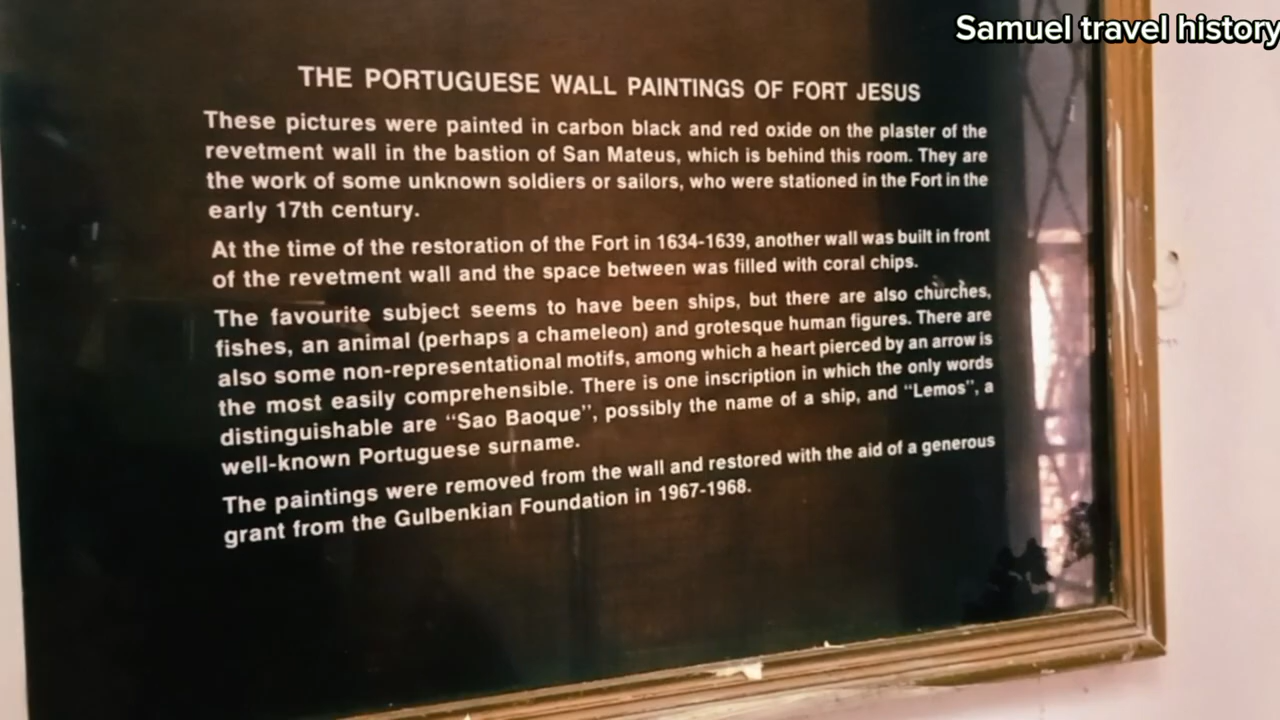 Samuel travel history
THE PORTUGUESE WALL PAINTINGS OF FORT JESUS
These pictures were painted in carbon black and red oxide on the plaster of the
revetment wall in the bastion of San Mateus, which is behind this room. They are
the work of some unknown soldiers or sailors, who were stationed in the Fort in the
early 17th century.
At the time of the restoration of the Fort in 1634-1639, another wall was built in front
of the revetment wall and the space between was filled with coral chips.
The favourite subject seems to have been ships, but there are also churches,
fishes, an animal (perhaps a chameleon) and grotesque human figures. There are
also some non-representational motifs, among which a heart pierced by an arrow is
the most easily comprehensible. There is one inscription in which the only words
distinguishable are “Sao Baoque”, possibly the name of a ship, and “Lemos”, a
well-known Portuguese surname.
The paintings were removed from the wall and restored with the aid of a generous
grant from the Gulbenkian Foundation in 1967-1968.